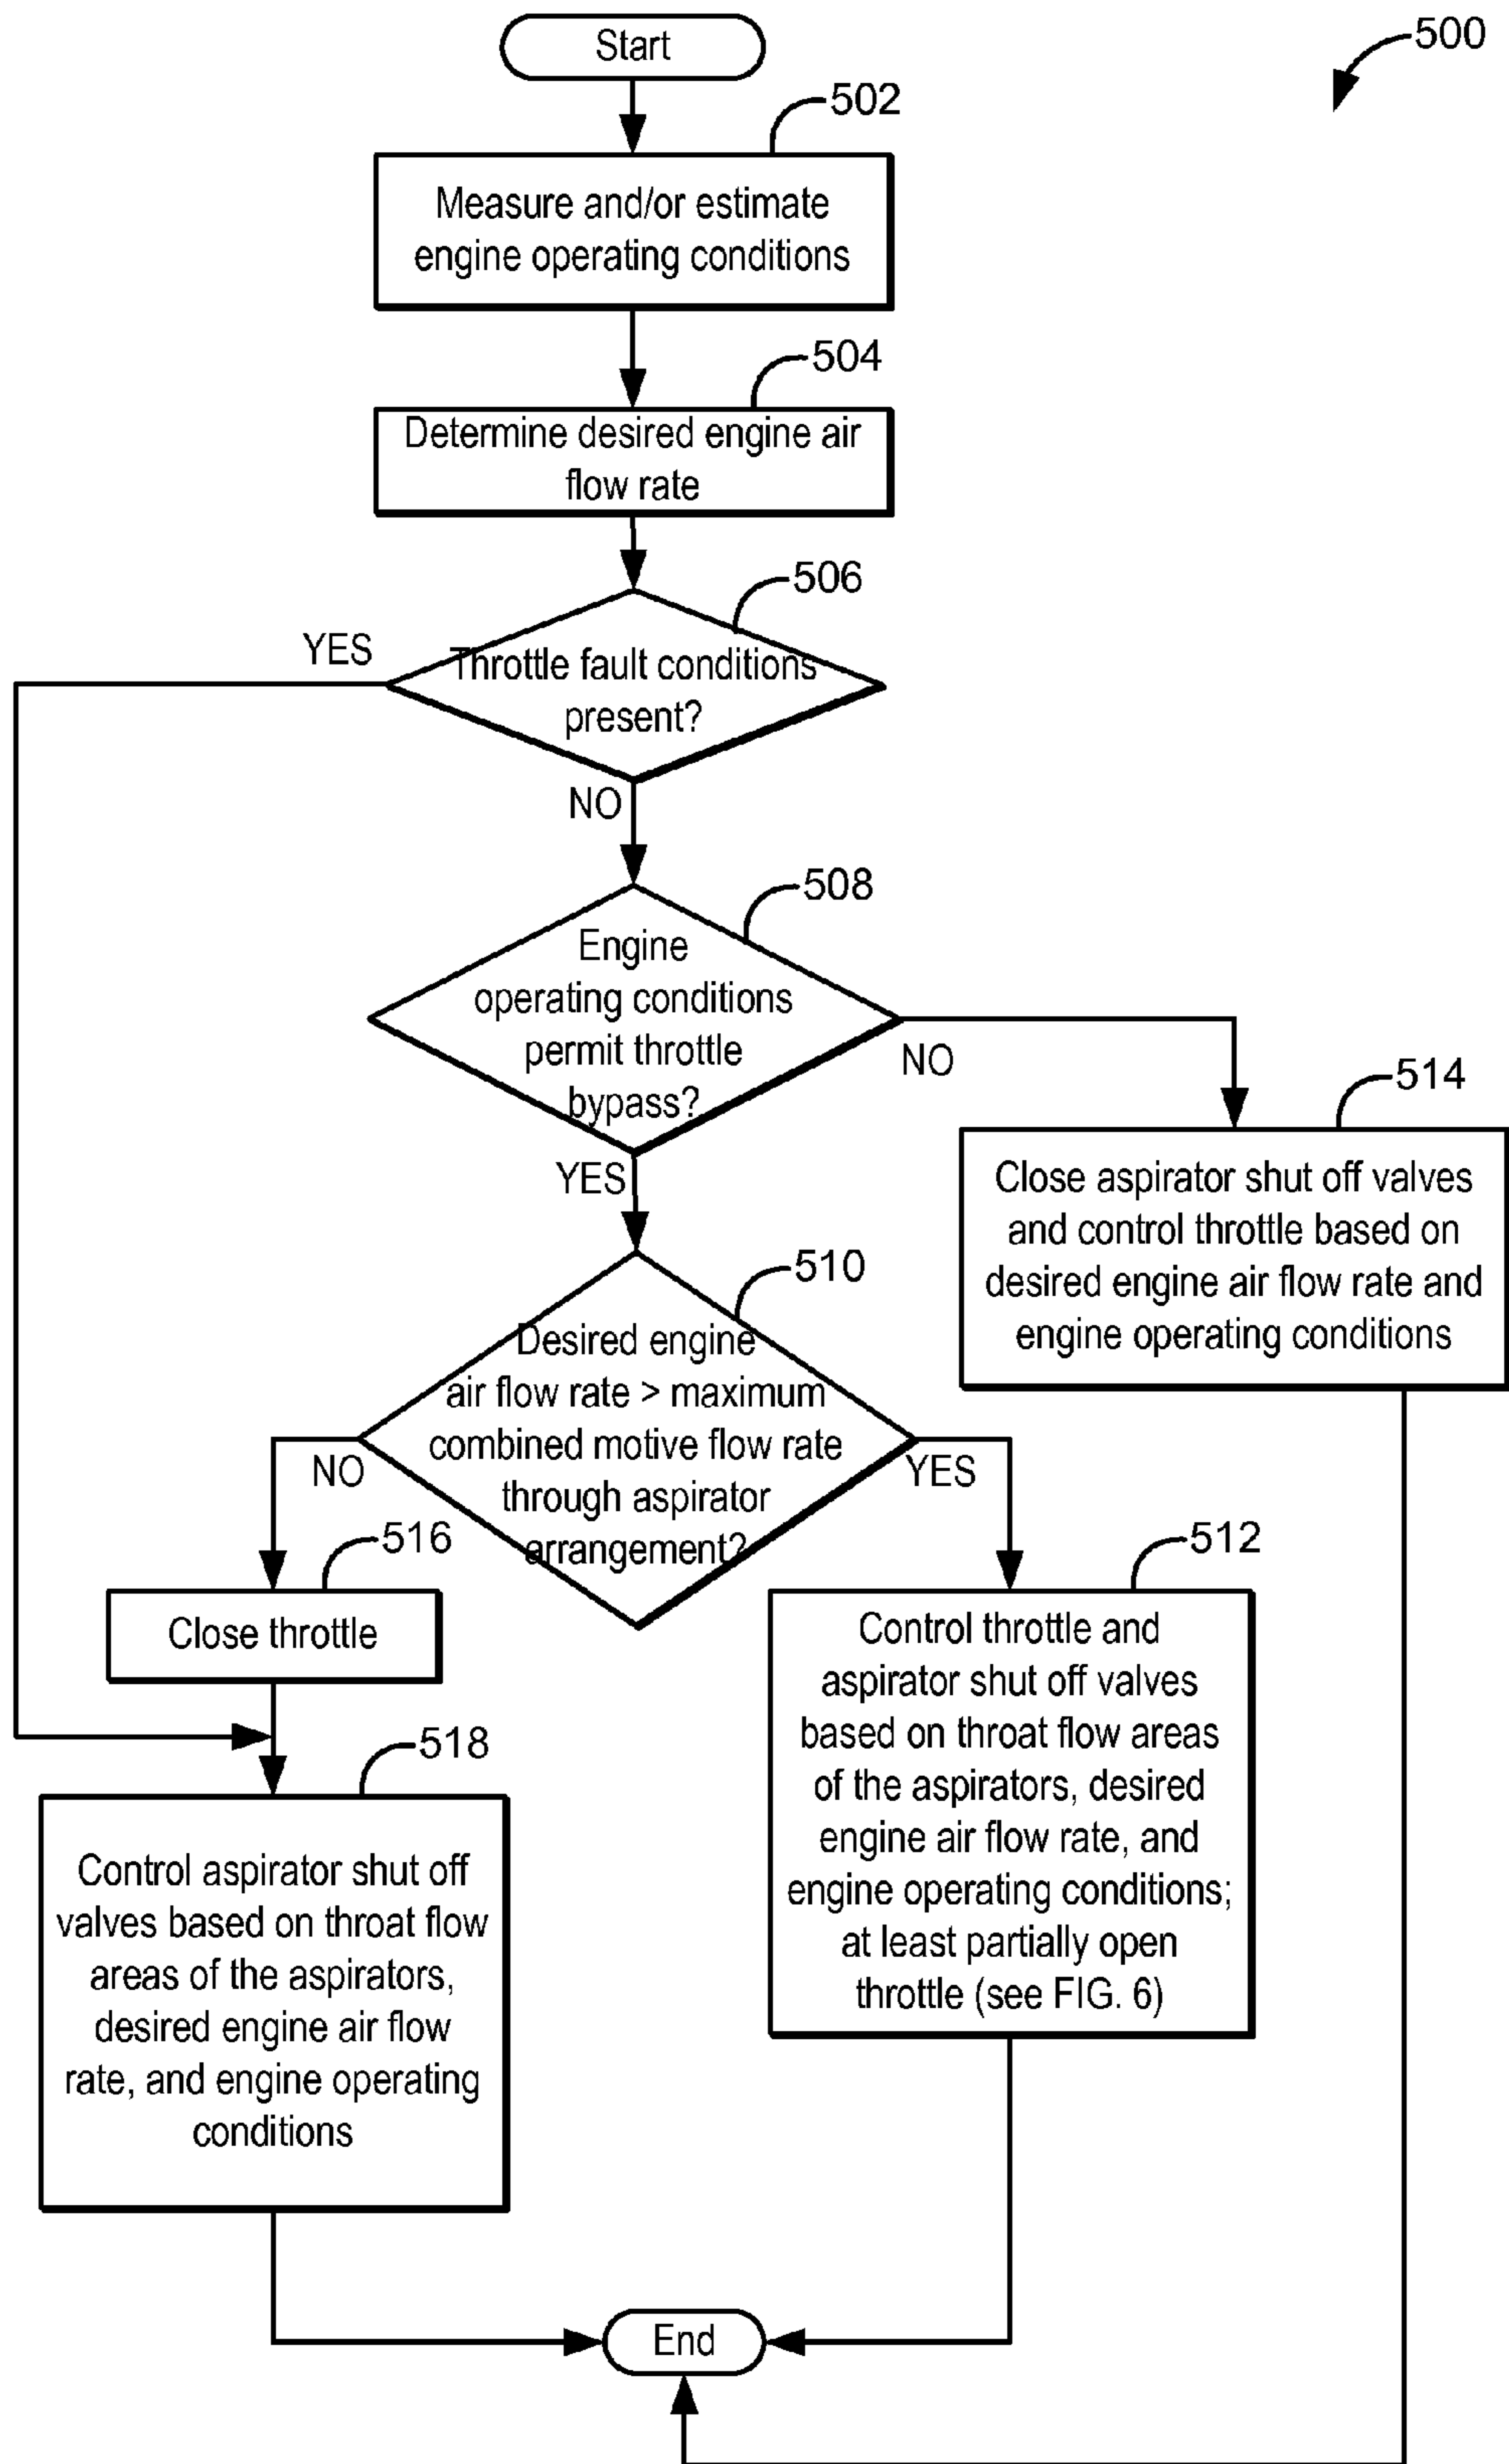 Start
500
502
Measure and/or estimate
engine operating conditions
504
Determine desired engine air
flow rate
506
YES
Throttle fault conditions
present?
NO
508
Engine
operating conditions
permit throttle
bypass?
NO
YES
514
Close aspirator shut off valves
and control throttle based on
desired engine air flow rate and
engine operating conditions
510
Desired engine
air flow rate > maximum
combined motive flow rate
through aspirator
arrangement?
NO
YES
516
Close throttle
512
Control throttle and
aspirator shut off valves
based on throat flow areas
of the aspirators, desired
engine air flow rate, and
engine operating conditions;
at least partially open
throttle (see FIG. 6)
518
Control aspirator shut off
valves based on throat flow
areas of the aspirators,
desired engine air flow
rate, and engine operating
conditions
End